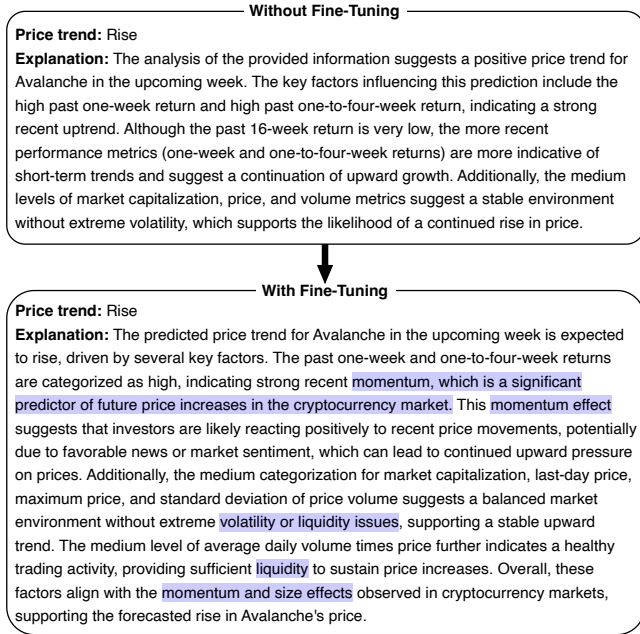 Without Fine-Tuning
Price trend: Rise
Explanation: The analysis of the provided information suggests a positive price trend for
Avalanche in the upcoming week. The key factors influencing this prediction include the
high past one-week return and high past one-to-four-week return, indicating a strong
recent uptrend. Although the past 16-week return is very low, the more recent
performance metrics (one-week and one-to-four-week returns) are more indicative of
short-term trends and suggest a continuation of upward growth. Additionally, the medium
levels of market capitalization, price, and volume metrics suggest a stable environment
without extreme volatility, which supports the likelihood of a continued rise in price.
With Fine-Tuning
Price trend: Rise
Explanation: The predicted price trend for Avalanche in the upcoming week is expected
to rise, driven by several key factors. The past one-week and one-to-four-week returns
are categorized as high, indicating strong recent momentum, which is a significant
predictor of future price increases in the cryptocurrency market. This momentum effect
suggests that investors are likely reacting positively to recent price movements, potentially
due to favorable news or market sentiment, which can lead to continued upward pressure
on prices. Additionally, the medium categorization for market capitalization, last-day price,
maximum price, and standard deviation of price volume suggests a balanced market
environment without extreme volatility or liquidity issues, supporting a stable upward
trend. The medium level of average daily volume times price further indicates a healthy
trading activity, providing sufficient liquidity to sustain price increases. Overall, these
factors align with the momentum and size effects observed in cryptocurrency markets,
supporting the forecasted rise in Avalanche's price.